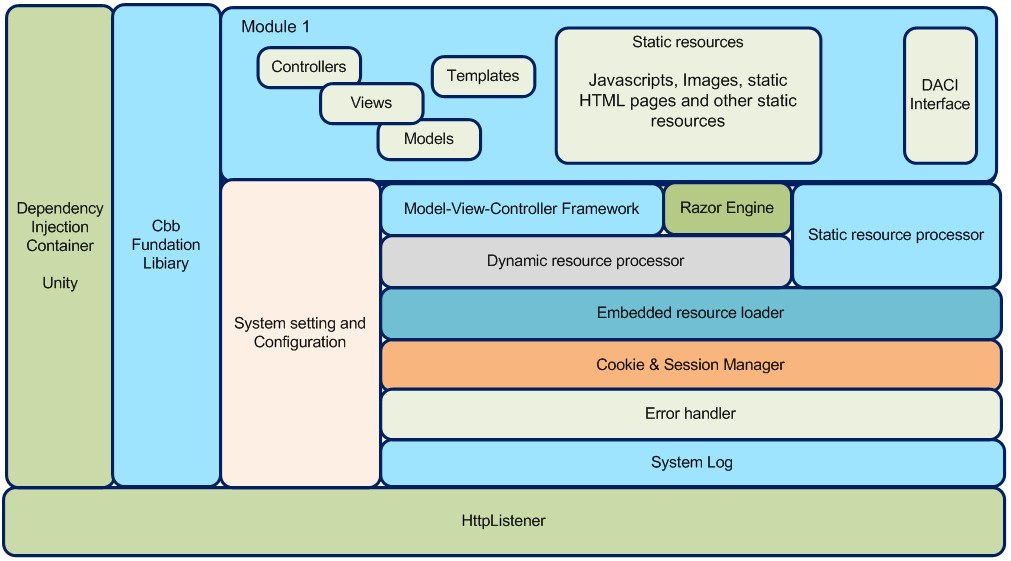 Module 1
Controllers
Views
Models
Templates
Static resources
Javascripts, Images, static
HTML pages and other static
resources
DACI
Interface
Dependency
Injection
Container
Unity
Cbb
Fundation
Libiary
System setting and
Configuration
Model-View-Controller Framework
Razor Engine
Static resource processor
Dynamic resource processor
Embedded resource loader
Cookie & Session Manager
Error handler
System Log
HttpListener